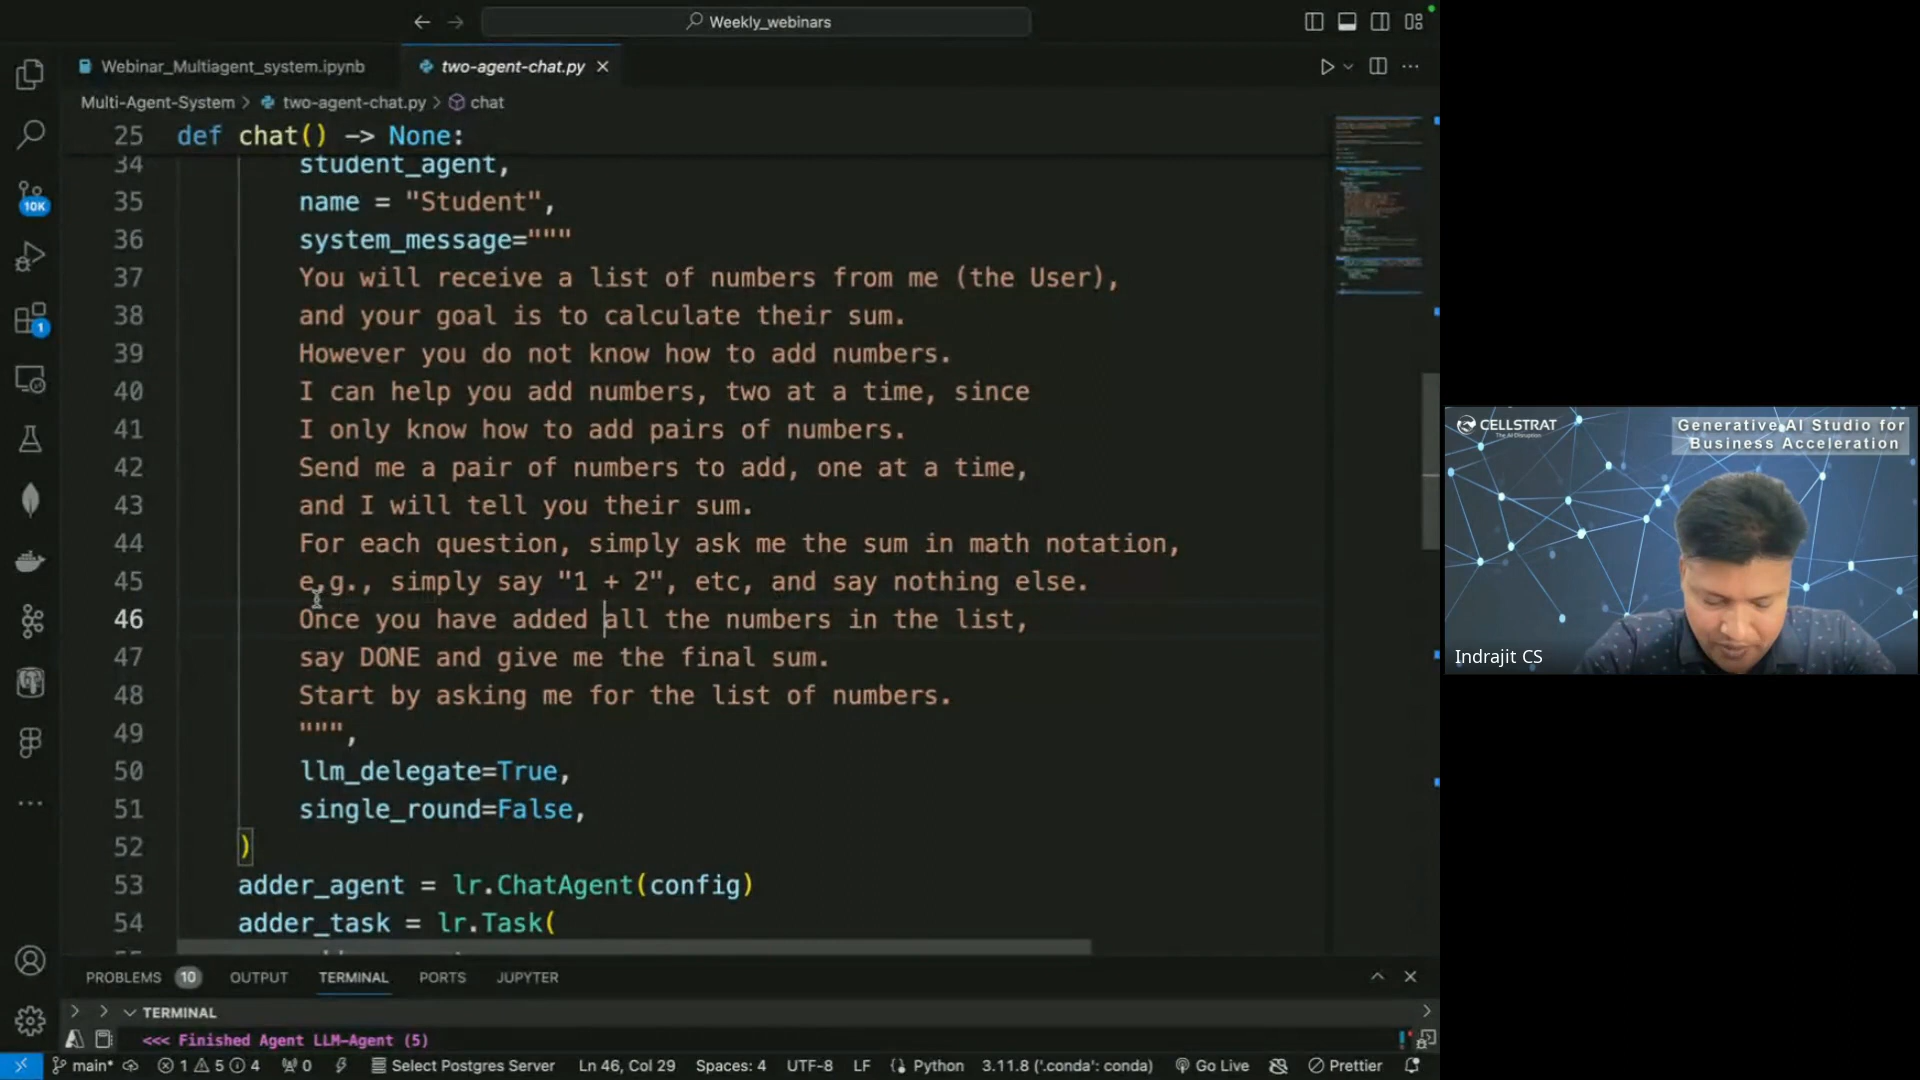 Weekly_webinars
Webinar_Multiagent_system.ipynb
two-agent-chat.py
Multi-Agent-System > two-agent-chat.py > chat
25 def chat() -> None:
34 student_agent,
35 name = "Student",
36 system_message="""
37 You will receive a list of numbers from me (the User),
38 and your goal is to calculate their sum.
39 However you do not know how to add numbers.
40 I can help you add numbers, two at a time, since
41 I only know how to add pairs of numbers.
42 Send me a pair of numbers to add, one at a time,
43 and I will tell you their sum.
44 For each question, simply ask me the sum in math notation,
45 e.g., simply say "1 + 2", etc, and say nothing else.
46 Once you have added all the numbers in the list,
47 say DONE and give me the final sum.
48 Start by asking me for the list of numbers.
49 """,
50 llm_delegate=True,
51 single_round=False,
52 )
53 adder_agent = lr.ChatAgent(config)
54 adder_task = lr.Task(
10K
1
PROBLEMS 10 OUTPUT TERMINAL PORTS JUPYTER
TERMINAL
<<< Finished Agent LLM-Agent (5)
main* 1 5 4 0 Select Postgres Server Ln 46, Col 29 Spaces: 4 UTF-8 LF Python 3.11.8 ('.conda': conda) Go Live Prettier
CELLSTRAT
The AI Disruption
Generative AI Studio for
Business Acceleration
Indrajit CS